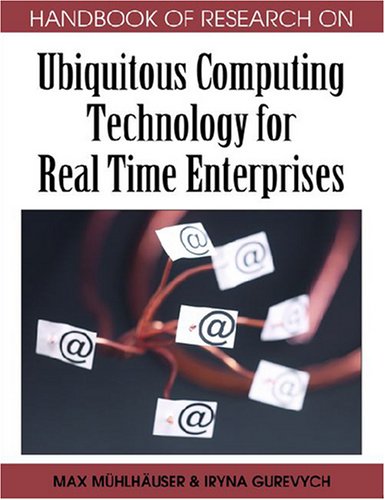 HANDBOOK OF RESEARCH ON
Ubiquitous Computing
Technology for
Real Time Enterprises
@
@
@
@
@
@
MAX MÜHLHÄUSER & IRYNA GUREVYCH